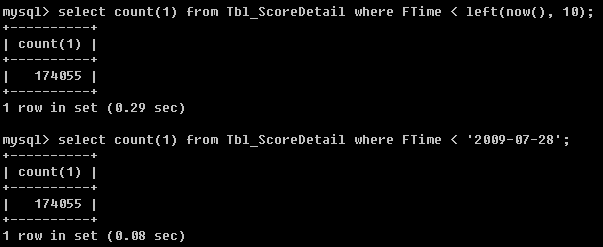 mysql> select count(1) from Tbl_ScoreDetail where FTime < left(now(), 10);
+----------+
| count(1) |
+----------+
|   174055 |
+----------+
1 row in set (0.29 sec)

mysql> select count(1) from Tbl_ScoreDetail where FTime < '2009-07-28';
+----------+
| count(1) |
+----------+
|   174055 |
+----------+
1 row in set (0.08 sec)